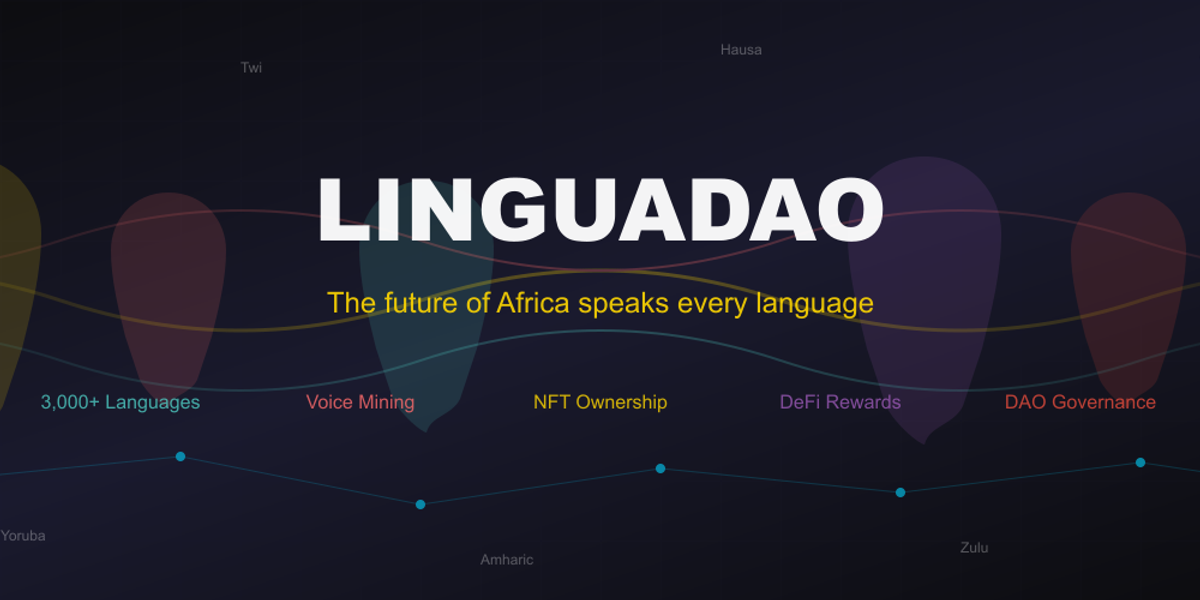 Hausa
Twi
LINGUADAO
The future of Africa speaks every language
3,000+ Languages
Voice Mining
NFT Ownership
DeFi Rewards
DAO Governance
Yoruba
Zulu
Amharic